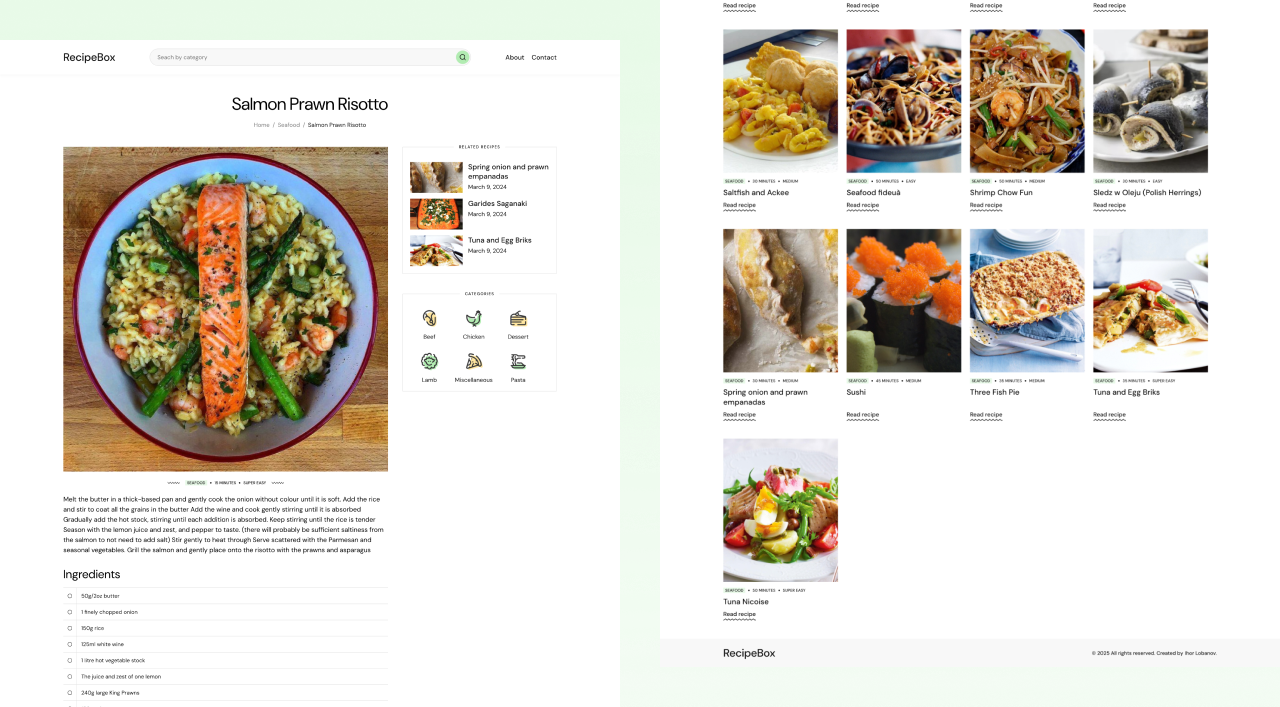 RecipeBox
Seach by category
About
Contact
Salmon Prawn Risotto
Home / Seafood / Salmon Prawn Risotto
SEAFOOD • 15 MINUTES • SUPER EASY
Melt the butter in a thick-based pan and gently cook the onion without colour until it is soft. Add the rice
and stir to coat all the grains in the butter Add the wine and cook gently stirring until it is absorbed
Gradually add the hot stock, stirring until each addition is absorbed. Keep stirring until the rice is tender
Season with the lemon juice and zest, and pepper to taste. (there will probably be sufficient saltiness from
the salmon to not need to add salt) Stir gently to heat through Serve scattered with the Parmesan and
seasonal vegetables. Grill the salmon and gently place onto the risotto with the prawns and asparagus
Ingredients
50g/2oz butter
1 finely chopped onion
150g rice
125ml white wine
1 litre hot vegetable stock
The juice and zest of one lemon
240g large King Prawns
RELATED RECIPES
Spring onion and prawn
empanadas
March 9, 2024
Garides Saganaki
March 9, 2024
Tuna and Egg Briks
March 9, 2024
CATEGORIES
Beef
Chicken
Dessert
Lamb
Miscellaneous
Pasta
Read recipe
Read recipe
Read recipe
Read recipe
SEAFOOD • 30 MINUTES • MEDIUM
Saltfish and Ackee
Read recipe
SEAFOOD • 50 MINUTES • EASY
Seafood fideuà
Read recipe
SEAFOOD • 50 MINUTES • MEDIUM
Shrimp Chow Fun
Read recipe
SEAFOOD • 30 MINUTES • EASY
Sledz w Oleju (Polish Herrings)
Read recipe
SEAFOOD • 30 MINUTES • MEDIUM
Spring onion and prawn
empanadas
Read recipe
SEAFOOD • 45 MINUTES • MEDIUM
Sushi
Read recipe
SEAFOOD • 35 MINUTES • MEDIUM
Three Fish Pie
Read recipe
SEAFOOD • 35 MINUTES • SUPER EASY
Tuna and Egg Briks
Read recipe
SEAFOOD • 50 MINUTES • SUPER EASY
Tuna Nicoise
Read recipe
RecipeBox
© 2025 All rights reserved. Created by Ihor Lobanov.